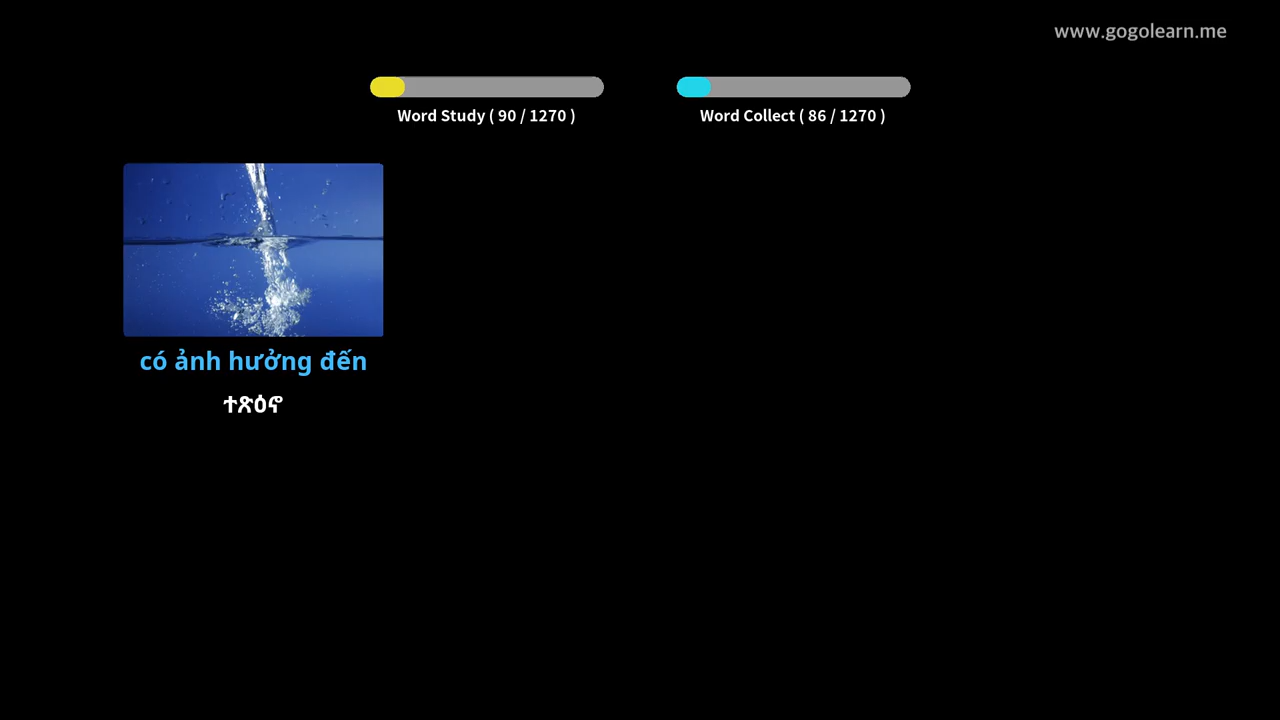 www.gogolearn.me
Word Study ( 90 / 1270 )
Word Collect ( 86 / 1270 )
có ảnh hưởng đến
ተጽዕኖ